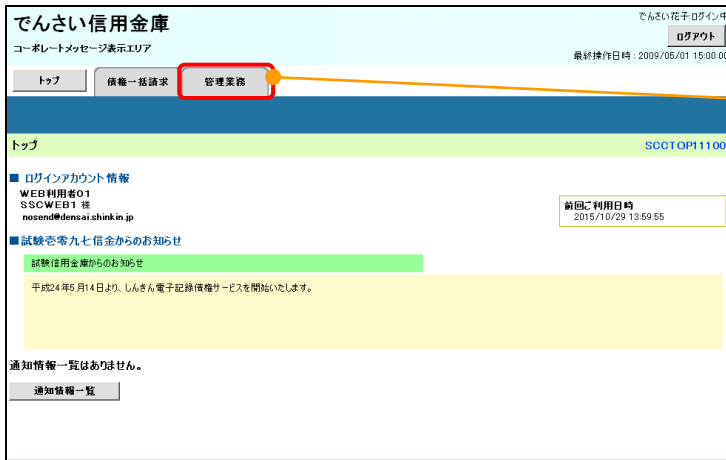 でんさい信用金庫
でんさい花子:ログイン中
コーポレートメッセージ表示エリア
ログアウト
最終操作日時:2009/05/01 15:00:00
トップ 債権一括請求 管理業務
トップ SCCTOP11100
■ ログインアカウント情報
WEB利用者01
SSCWEB1 様
nosend@densai.shinkin.jp
前回ご利用日時
2015/10/29 13:59:55
■試験壱零九七信金からのお知らせ
試験信用金庫からのお知らせ
平成24年5月14日より、しんきん電子記録債権サービスを開始いたします。
通知情報一覧はありません。
通知情報一覧